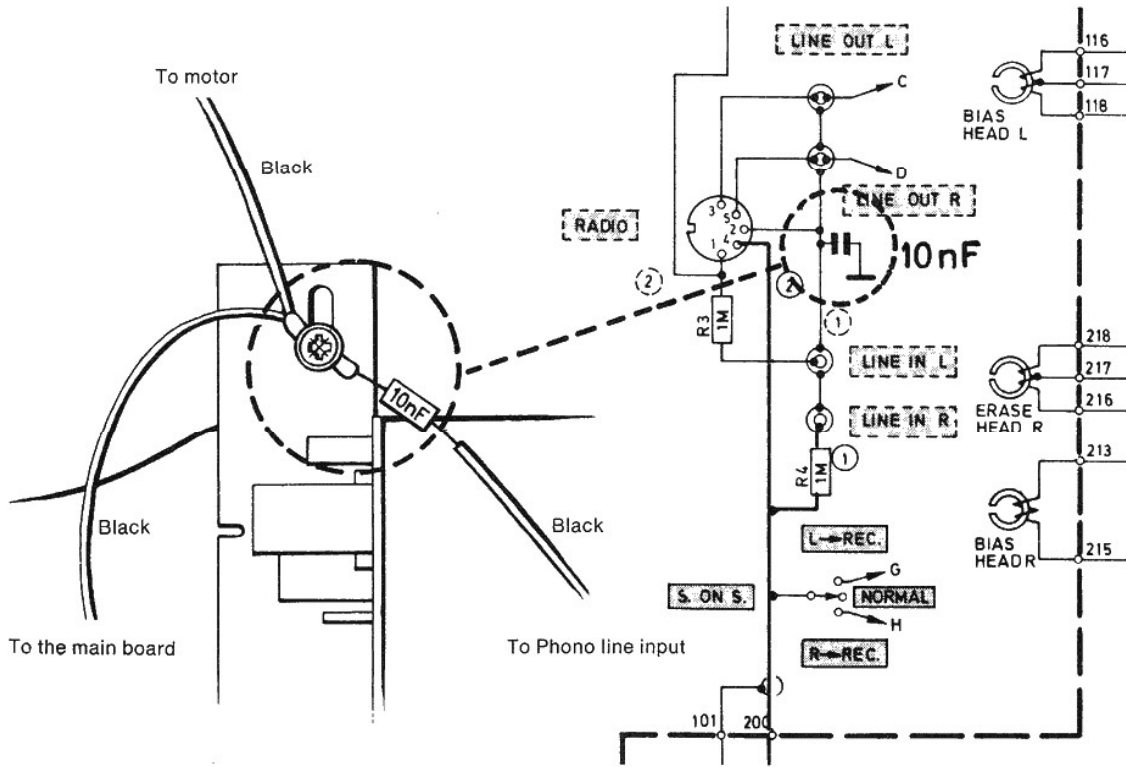 To motor
Black
10nF
Black
Black
To the main board
To Phono line input
LINE OUT L
C
D
LINE OUT R
RADIO
3
5
2
1
4
10nF
2
2
1
R3
1M
LINE IN L
LINE IN R
R4
1M
1
L→REC.
G
S. ON S.
NORMAL
H
R→REC.
101
200
116
117
118
BIAS
HEAD L
218
217
216
ERASE
HEAD R
213
BIAS
HEAD R
215